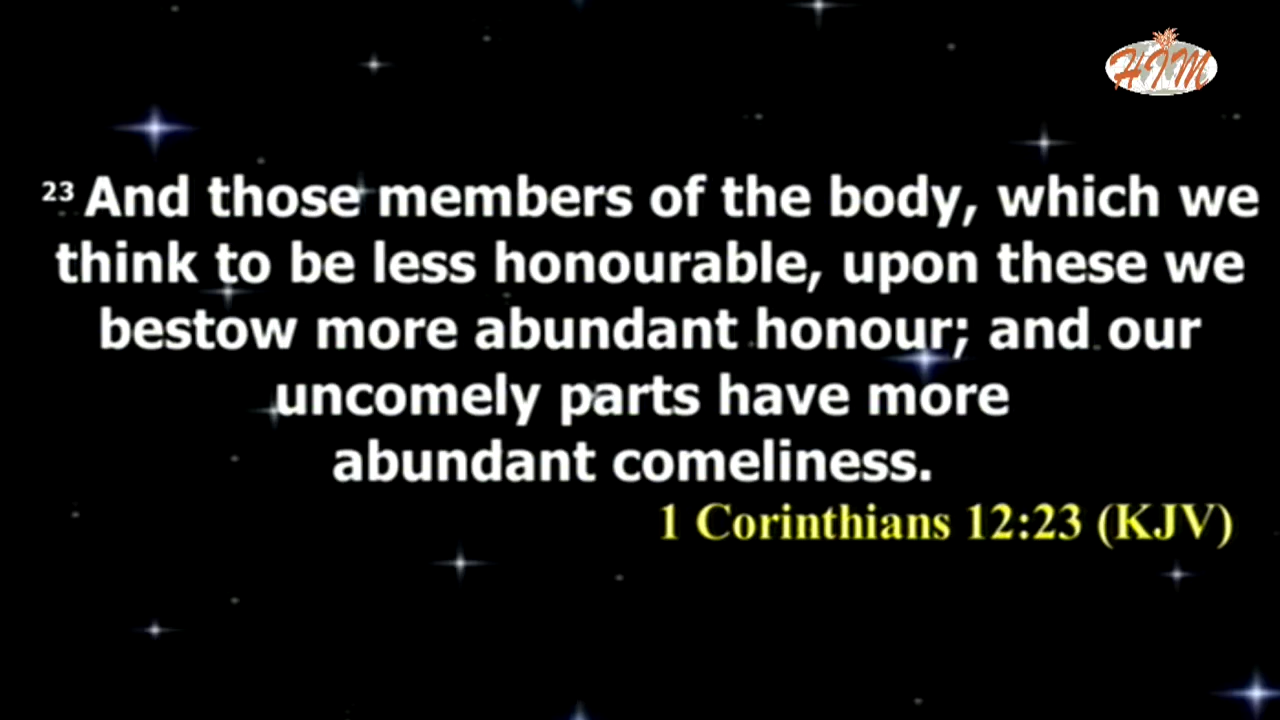 HIM
23 And those members of the body, which we
think to be less honourable, upon these we
bestow more abundant honour; and our
uncomely parts have more
abundant comeliness.
1 Corinthians 12:23 (KJV)